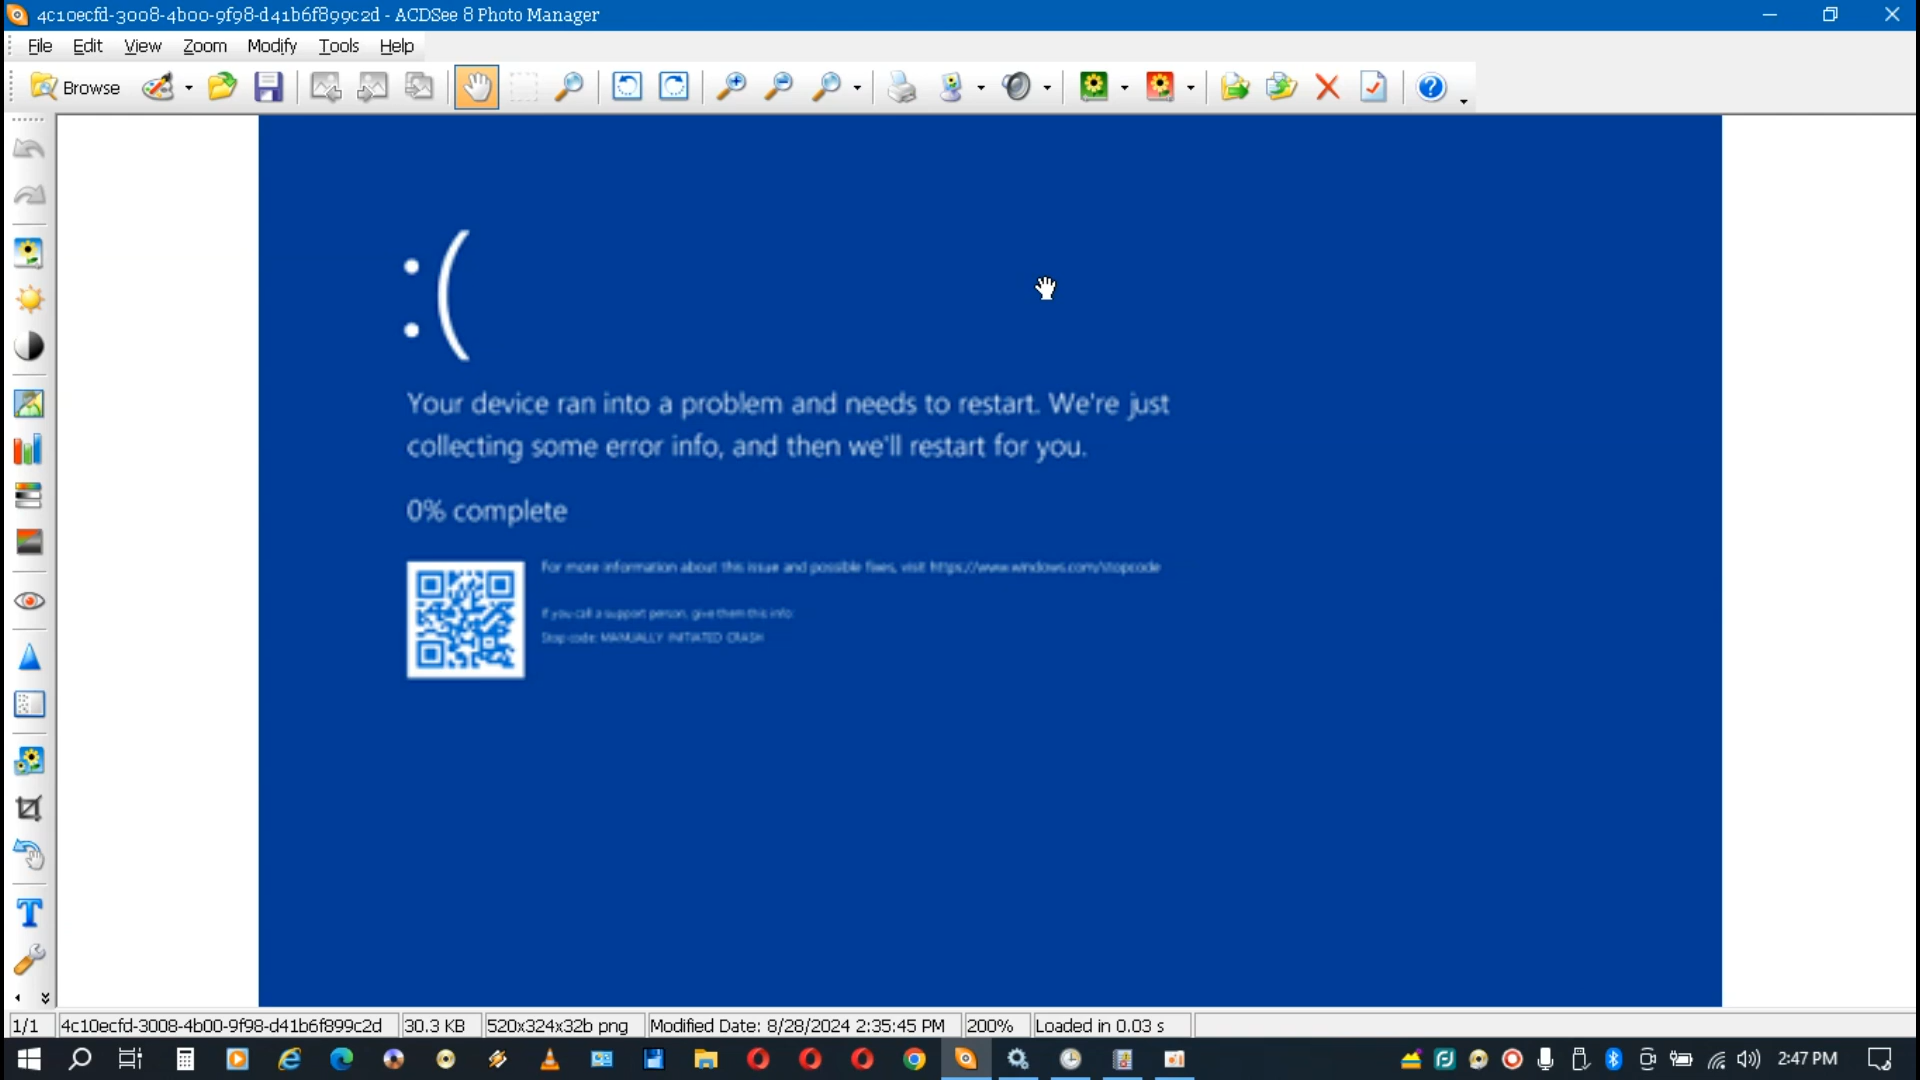 4c10ecfd-3008-4b00-9f98-d41b6f899c2d - ACDSee 8 Photo Manager
File Edit View Zoom Modify Tools Help
Browse
:(
Your device ran into a problem and needs to restart. We're just
collecting some error info, and then we'll restart for you.
0% complete
For more information about this issue and possible fixes, visit https://www.windows.com/stopcode
If you call a support person, give them this info:
Stop code: MANUALLY INITIATED CRASH
1/1 4c10ecfd-3008-4b00-9f98-d41b6f899c2d 30.3 KB 520x324x32b png Modified Date: 8/28/2024 2:35:45 PM 200% Loaded in 0.03 s
2:47 PM